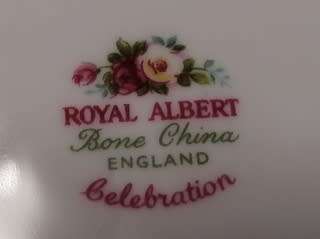 ROYAL ALBERT
Bone China
ENGLAND
Celebration